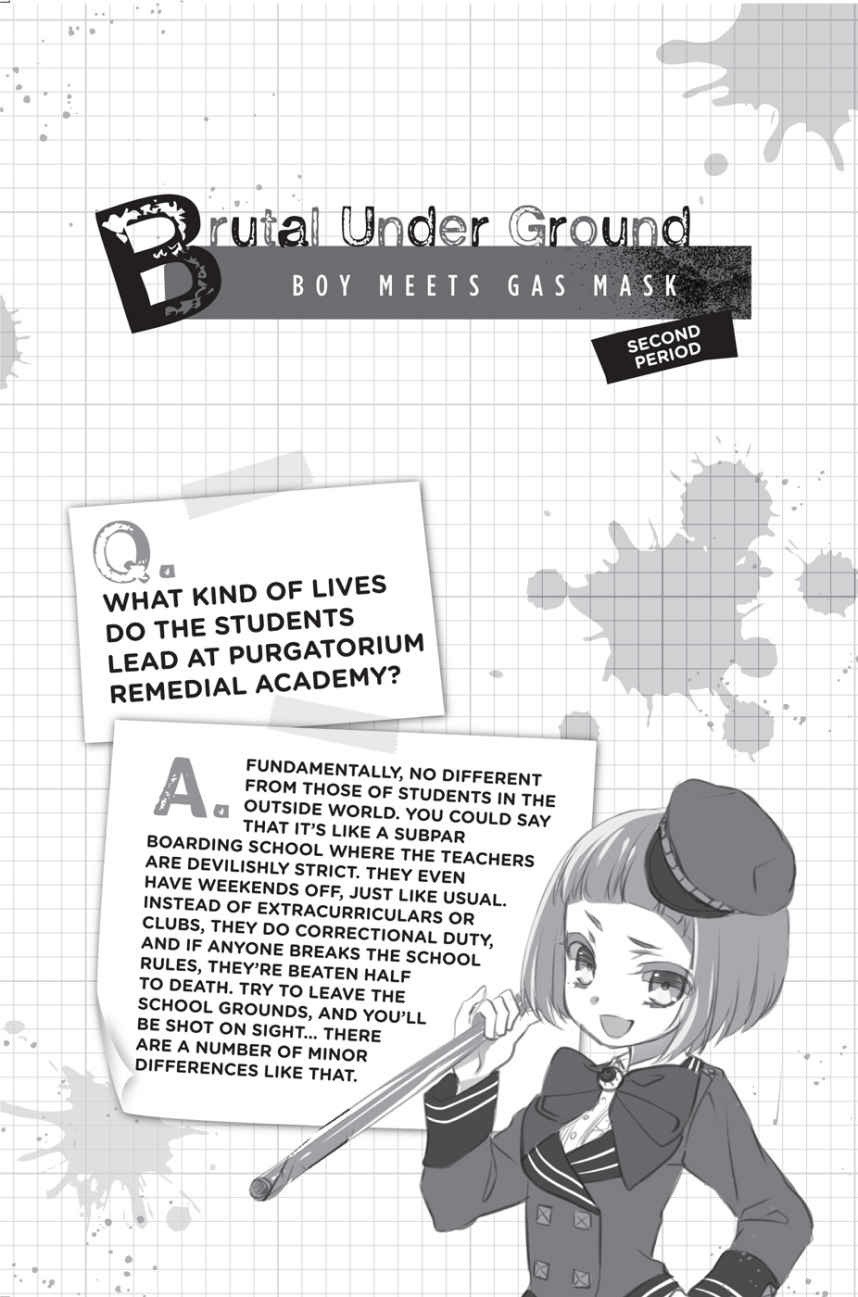 Brutal Under Ground
BOY MEETS GAS MASK
SECOND
PERIOD
Q.
WHAT KIND OF LIVES
DO THE STUDENTS
LEAD AT PURGATORIUM
REMEDIAL ACADEMY?
A.
FUNDAMENTALLY, NO DIFFERENT
FROM THOSE OF STUDENTS IN THE
OUTSIDE WORLD. YOU COULD SAY
THAT IT'S LIKE A SUBPAR
BOARDING SCHOOL WHERE THE TEACHERS
ARE DEVILISHLY STRICT. THEY EVEN
HAVE WEEKENDS OFF, JUST LIKE USUAL.
INSTEAD OF EXTRACURRICULARS OR
CLUBS, THEY DO CORRECTIONAL DUTY,
AND IF ANYONE BREAKS THE SCHOOL
RULES, THEY'RE BEATEN HALF
TO DEATH. TRY TO LEAVE THE
SCHOOL GROUNDS, AND YOU'LL
BE SHOT ON SIGHT... THERE
ARE A NUMBER OF MINOR
DIFFERENCES LIKE THAT.